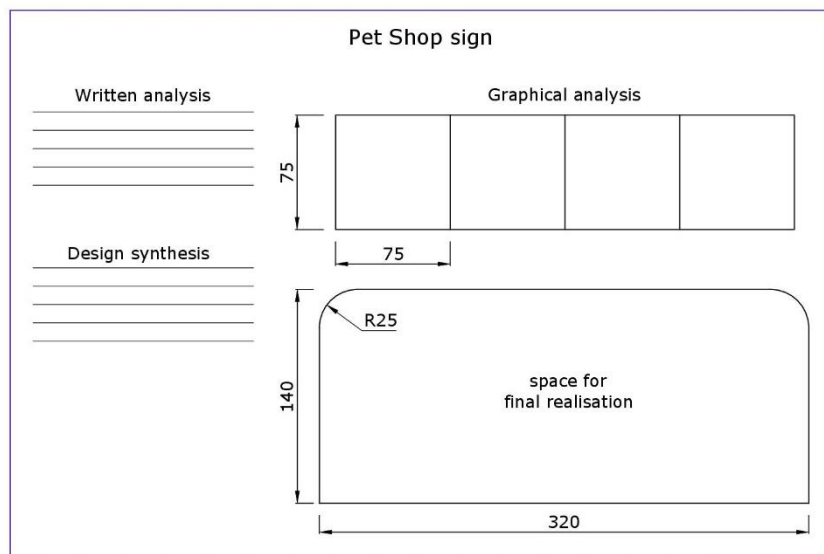 Pet Shop sign
Written analysis
Graphical analysis
75
75
Design synthesis
R25
140
space for
final realisation
320